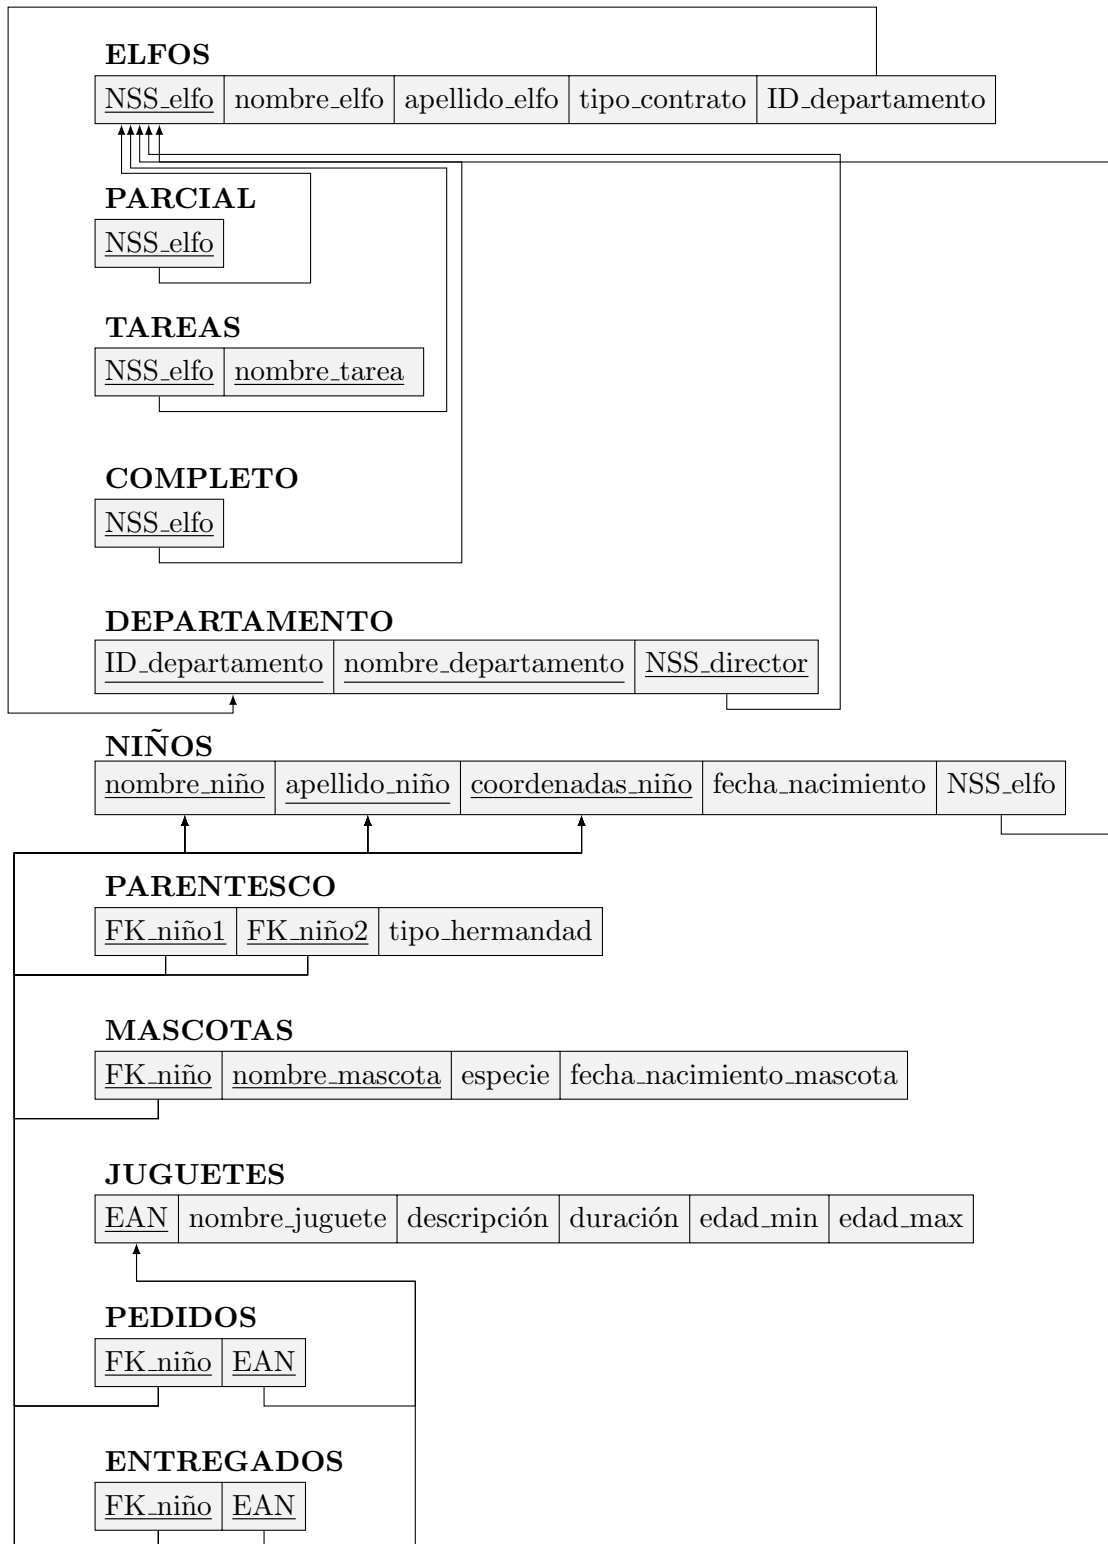 ELFOS
NSS_elfo nombre_elfo apellido_elfo tipo_contrato ID_departamento
PARCIAL
NSS_elfo
TAREAS
NSS_elfo nombre_tarea
COMPLETO
NSS_elfo
DEPARTAMENTO
ID_departamento nombre_departamento NSS_director
NIÑOS
nombre_niño apellido_niño coordenadas_niño fecha_nacimiento NSS_elfo
PARENTESCO
FK_niño1 FK_niño2 tipo_hermandad
MASCOTAS
FK_niño nombre_mascota especie fecha_nacimiento_mascota
JUGUETES
EAN nombre_juguete descripción duración edad_min edad_max
PEDIDOS
FK_niño EAN
ENTREGADOS
FK_niño EAN